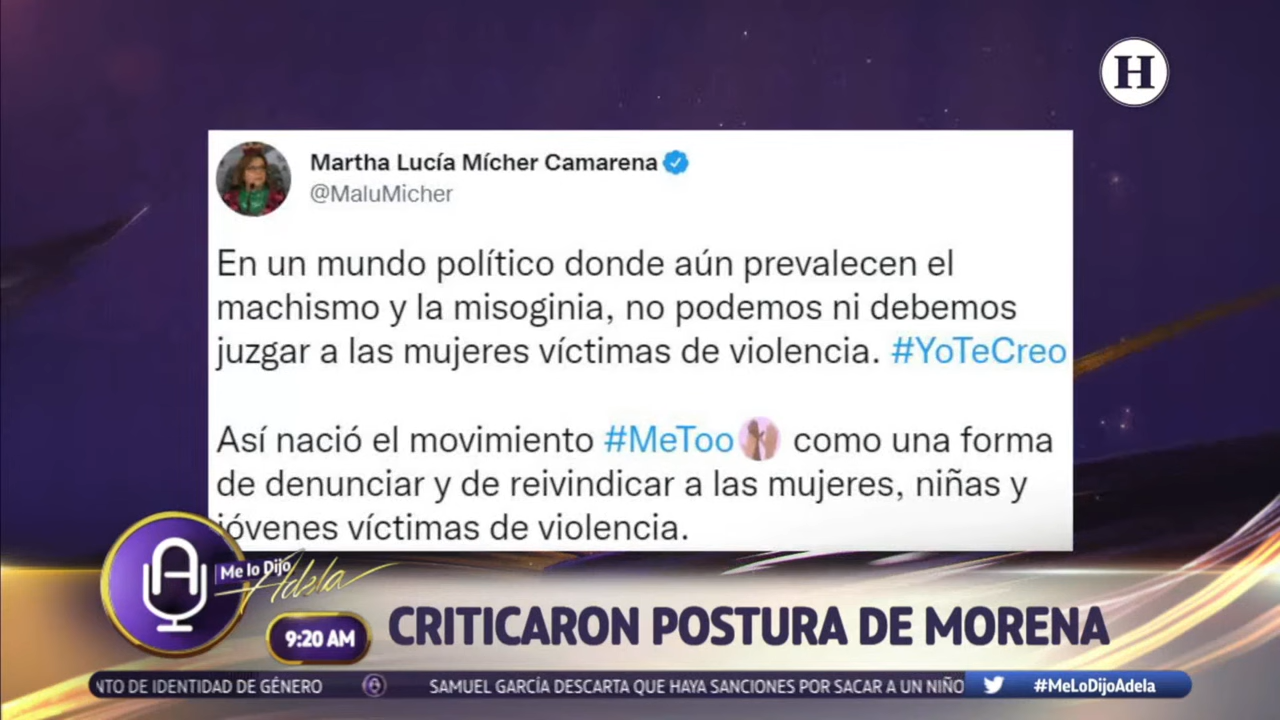 H
Martha Lucía Mícher Camarena
@MaluMicher
En un mundo político donde aún prevalecen el
machismo y la misoginia, no podemos ni debemos
juzgar a las mujeres víctimas de violencia. #YoTeCreo
Así nació el movimiento #MeToo como una forma
de denunciar y de reivindicar a las mujeres, niñas y
jóvenes víctimas de violencia.
Me lo Dijo
Adela
9:20 AM
CRITICARON POSTURA DE MORENA
NTO DE IDENTIDAD DE GÉNERO SAMUEL GARCÍA DESCARTA QUE HAYA SANCIONES POR SACAR A UN NIÑO #MeLoDijoAdela